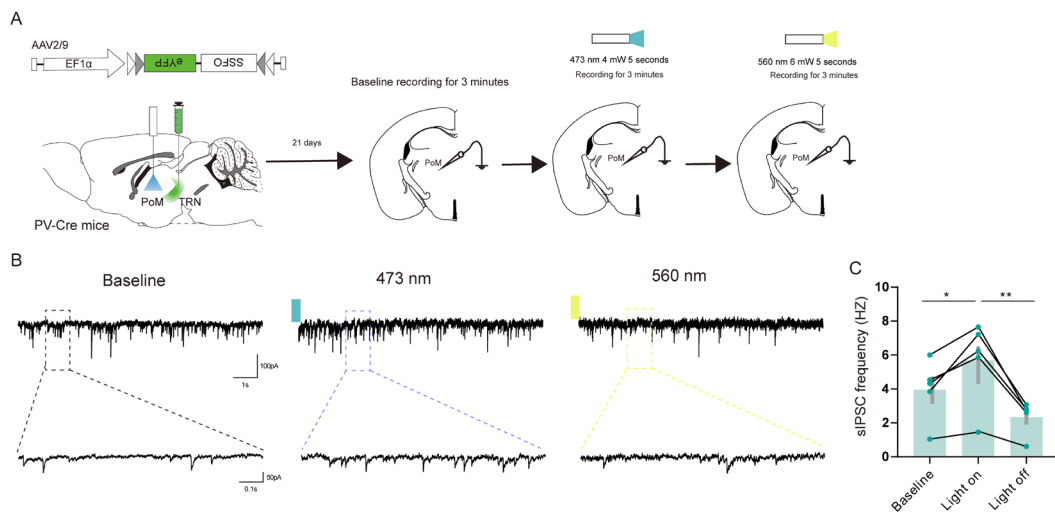 A
AAV2/9
EF1α
eYFP
SSFO
473 nm 4 mW 5 seconds
Recording for 3 minutes
560 nm 6 mW 5 seconds
Recording for 3 minutes
Baseline recording for 3 minutes
21 days
PoM
TRN
PV-Cre mice
PoM
PoM
PoM
B
Baseline
473 nm
560 nm
100pA
1s
50pA
0.1s
C
sIPSC frequency (HZ)
10
8
6
4
2
0
*
**
Baseline
Light on
Light off